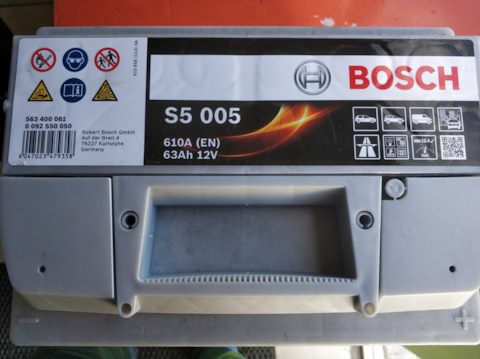 BOSCH
S5 005
610A (EN)
63Ah 12V
563 400 061
0 092 S50 050
4047023479338
Robert Bosch GmbH
Auf der Breit 4
76227 Karlsruhe
Germany